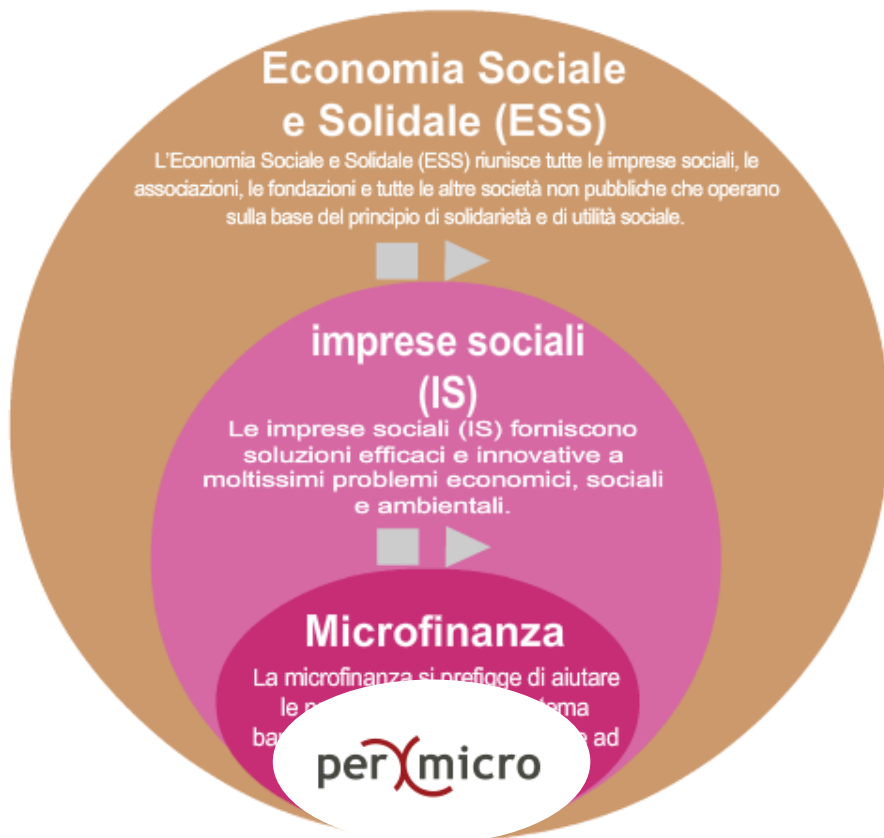 Economia Sociale
e Solidale (ESS)
L'Economia Sociale e Solidale (ESS) riunisce tutte le imprese sociali, le
associazioni, le fondazioni e tutte le altre società non pubbliche che operano
sulla base del principio di solidarietà e di utilità sociale.
imprese sociali
(IS)
Le imprese sociali (IS) forniscono
soluzioni efficaci e innovative a
moltissimi problemi economici, sociali
e ambientali.
Microfinanza
La microfinanza si prefigge di aiutare
le
ad
per micro